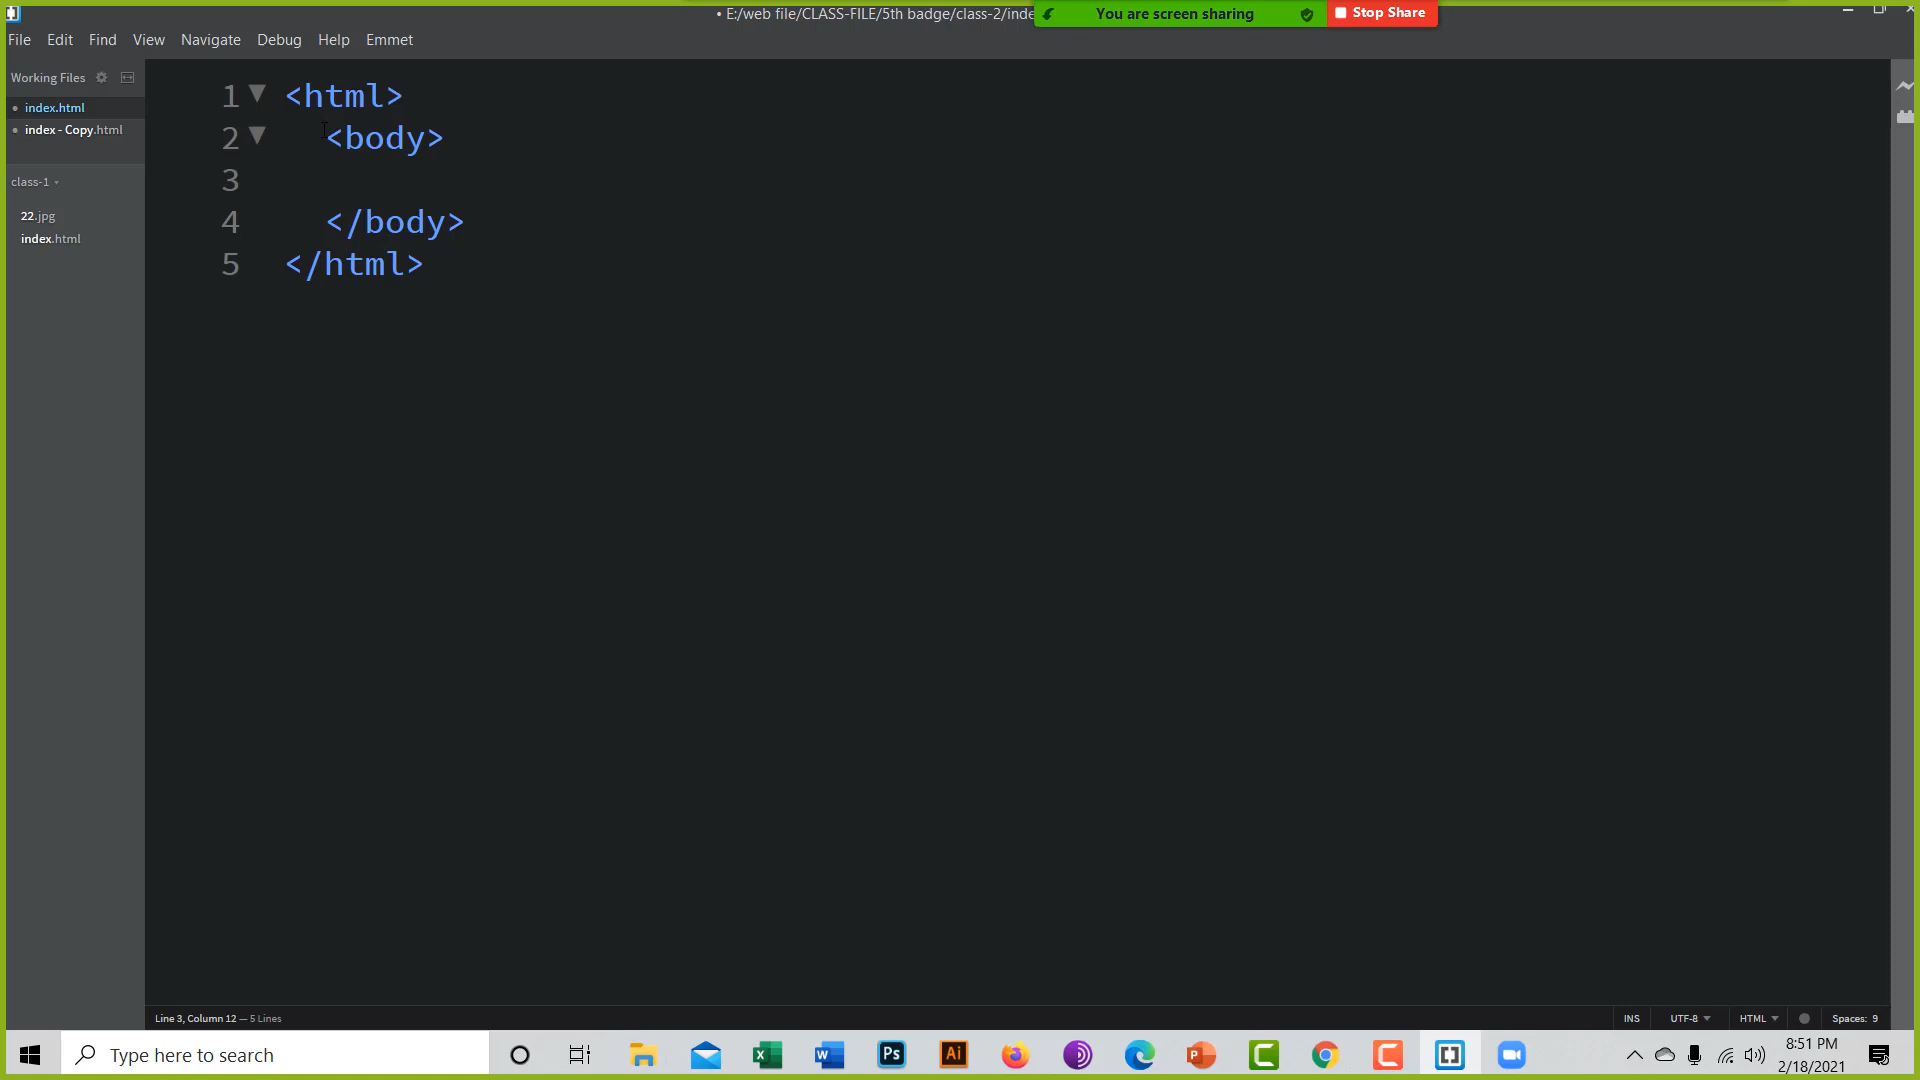 • E:/web file/CLASS-FILE/5th badge/class-2/inde
You are screen sharing
Stop Share
File Edit Find View Navigate Debug Help Emmet
Working Files
index.html
index - Copy.html
class-1
22.jpg
index.html
1 <html>
2 <body>
3
4 </body>
5 </html>
Line 3, Column 12 — 5 Lines
INS UTF-8 HTML Spaces: 9
Type here to search
Ps
Ai
8:51 PM
2/18/2021